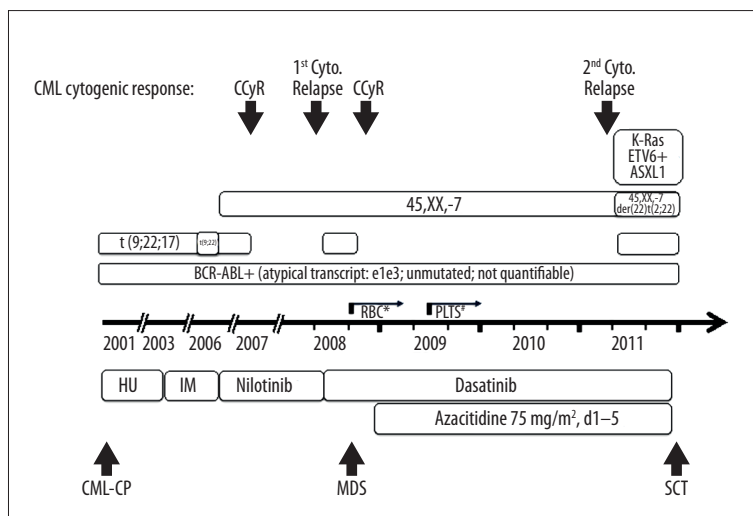 CML cytogenic response:
CCyR
1st Cyto.
Relapse
CCyR
2nd Cyto.
Relapse
K-Ras
ETV6+
ASXL1
45,XX,-7
45,XX,-7
der(22)t(2;22)
t (9;22;17)
t(9;22)
BCR-ABL+ (atypical transcript: e1e3; unmutated; not quantifiable)
RBC*
PLTS#
2001 2003 2006 2007 2008 2009 2010 2011
HU IM Nilotinib Dasatinib
Azacitidine 75 mg/m², d1–5
CML-CP MDS SCT